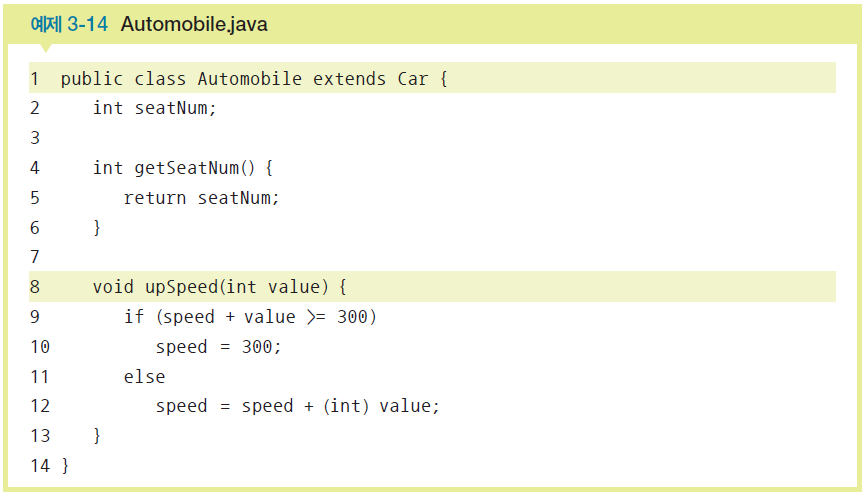 예제 3-14 Automobile.java
1 public class Automobile extends Car {
2 int seatNum;
3
4 int getSeatNum() {
5 return seatNum;
6 }
7
8 void upSpeed(int value) {
9 if (speed + value >= 300)
10 speed = 300;
11 else
12 speed = speed + (int) value;
13 }
14 }